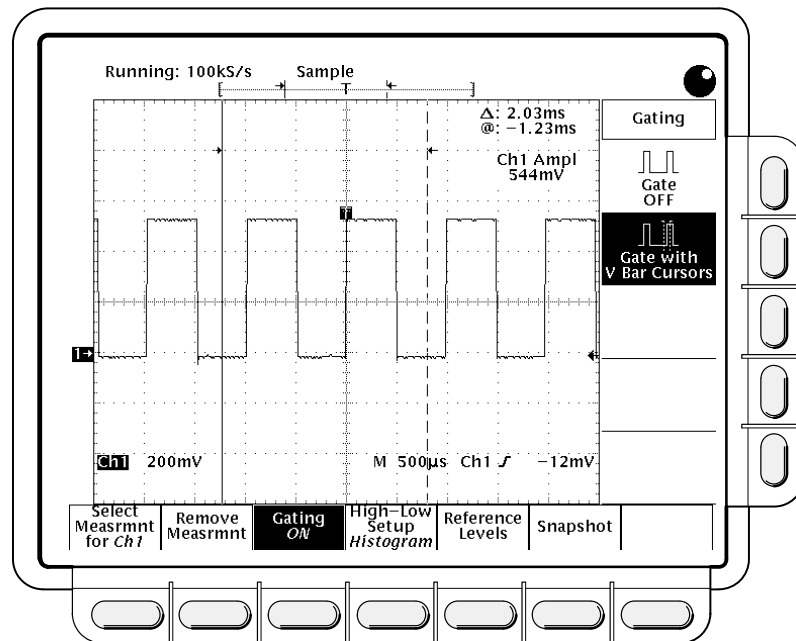 Running: 100kS/s Sample
T
Δ: 2.03ms
@: −1.23ms
Ch1 Ampl
544mV
T
1→
Ch1 200mV M 500µs Ch1 −12mV
Gating
Gate
OFF
Gate with
V Bar Cursors
Select
Measrmnt
for Ch1
Remove
Measrmnt
Gating
ON
High−Low
Setup
Histogram
Reference
Levels
Snapshot